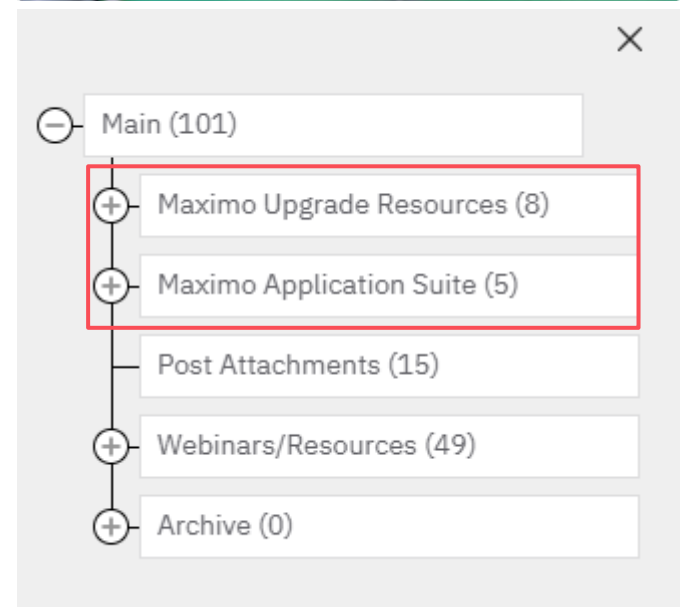 Main (101)
Maximo Upgrade Resources (8)
Maximo Application Suite (5)
Post Attachments (15)
Webinars/Resources (49)
Archive (0)